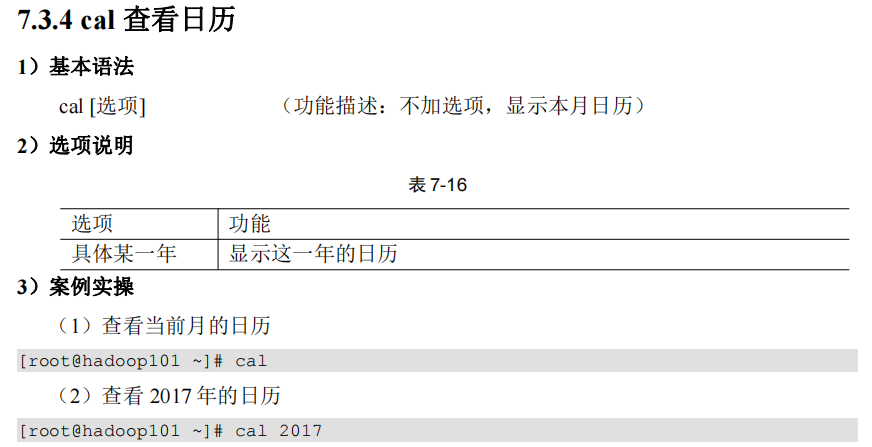 7.3.4 cal 查看日历
1）基本语法
cal [选项] （功能描述：不加选项，显示本月日历）
2）选项说明
表 7-16
选项 功能
具体某一年 显示这一年的日历
3）案例实操
（1）查看当前月的日历
[root@hadoop101 ~]# cal
（2）查看 2017 年的日历
[root@hadoop101 ~]# cal 2017